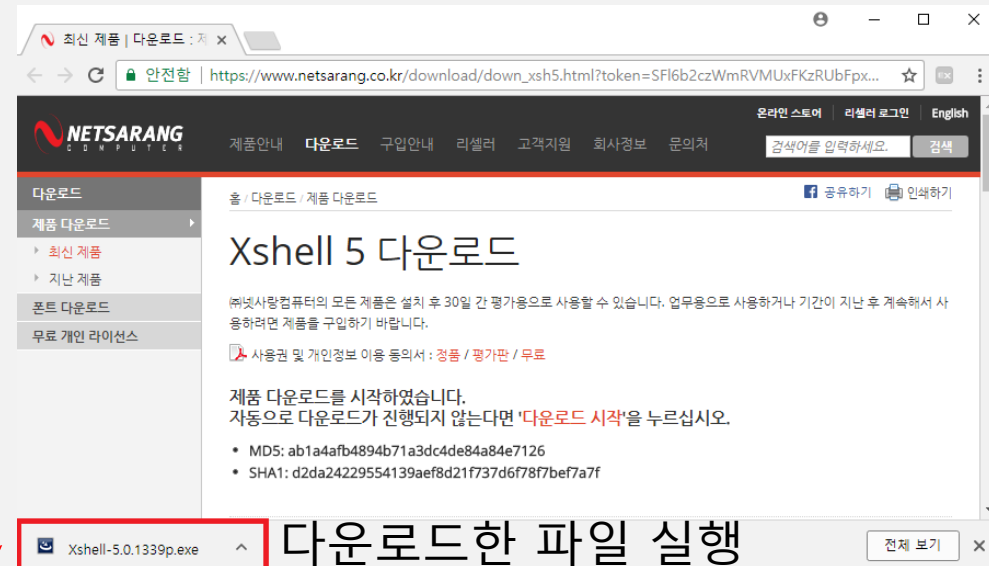 최신 제품 | 다운로드 : 제
안전함 | https://www.netsarang.co.kr/download/down_xsh5.html?token=SFl6b2czWmRVMUxFKzRUbFpx...
온라인 스토어 | 리셀러 로그인 | English
NETSARANG
COMPUTER
제품안내 다운로드 구입안내 리셀러 고객지원 회사정보 문의처
검색어를 입력하세요. 검색
다운로드
제품 다운로드
최신 제품
지난 제품
폰트 다운로드
무료 개인 라이선스
홈 / 다운로드 / 제품 다운로드
공유하기 인쇄하기
Xshell 5 다운로드
㈜넷사랑컴퓨터의 모든 제품은 설치 후 30일 간 평가용으로 사용할 수 있습니다. 업무용으로 사용하거나 기간이 지난 후 계속해서 사
용하려면 제품을 구입하기 바랍니다.
사용권 및 개인정보 이용 동의서 : 정품 / 평가판 / 무료
제품 다운로드를 시작하였습니다.
자동으로 다운로드가 진행되지 않는다면 '다운로드 시작'을 누르십시오.
• MD5: ab1a4afb4894b71a3dc4de84a84e7126
• SHA1: d2da24229554139aef8d21f737d6f78f7bef7a7f
Xshell-5.0.1339p.exe
다운로드한 파일 실행
전체 보기